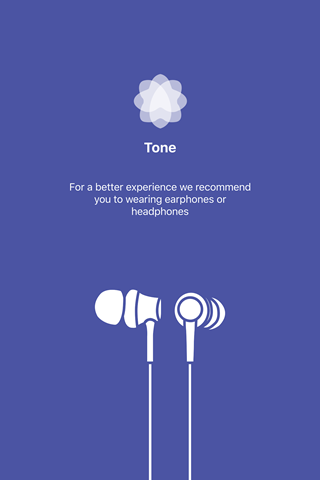 Tone
For a better experience we recommend
you to wearing earphones or
headphones